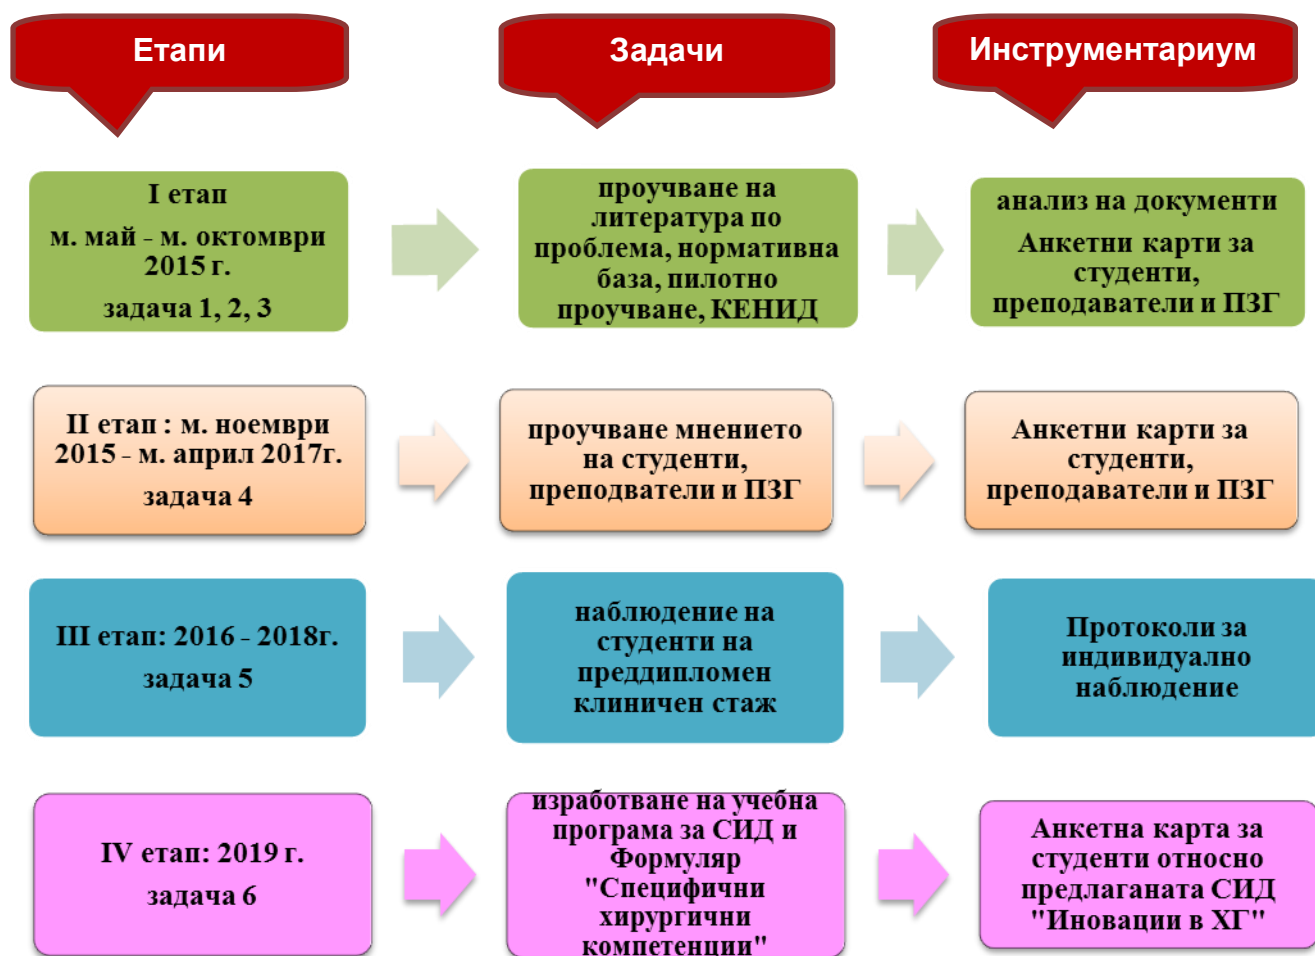 Етапи
Задачи
Инструментариум
I етап
м. май - м. октомври
2015 г.
задача 1, 2, 3
проучване на
литература по
проблема, нормативна
база, пилотно
проучване, КЕНИД
анализ на документи
Анкетни карти за
студенти,
преподаватели и ПЗГ
II етап : м. ноември
2015 - м. април 2017г.
задача 4
проучване мнението
на студенти,
преподватели и ПЗГ
Анкетни карти за
студенти,
преподаватели и ПЗГ
III етап: 2016 - 2018г.
задача 5
наблюдение на
студенти на
преддипломен
клиничен стаж
Протоколи за
индивидуално
наблюдение
IV етап: 2019 г.
задача 6
изработване на учебна
програма за СИД и
Формуляр
"Специфични
хирургични
компетенции"
Анкетна карта за
студенти относно
предлаганата СИД
"Иновации в ХГ"